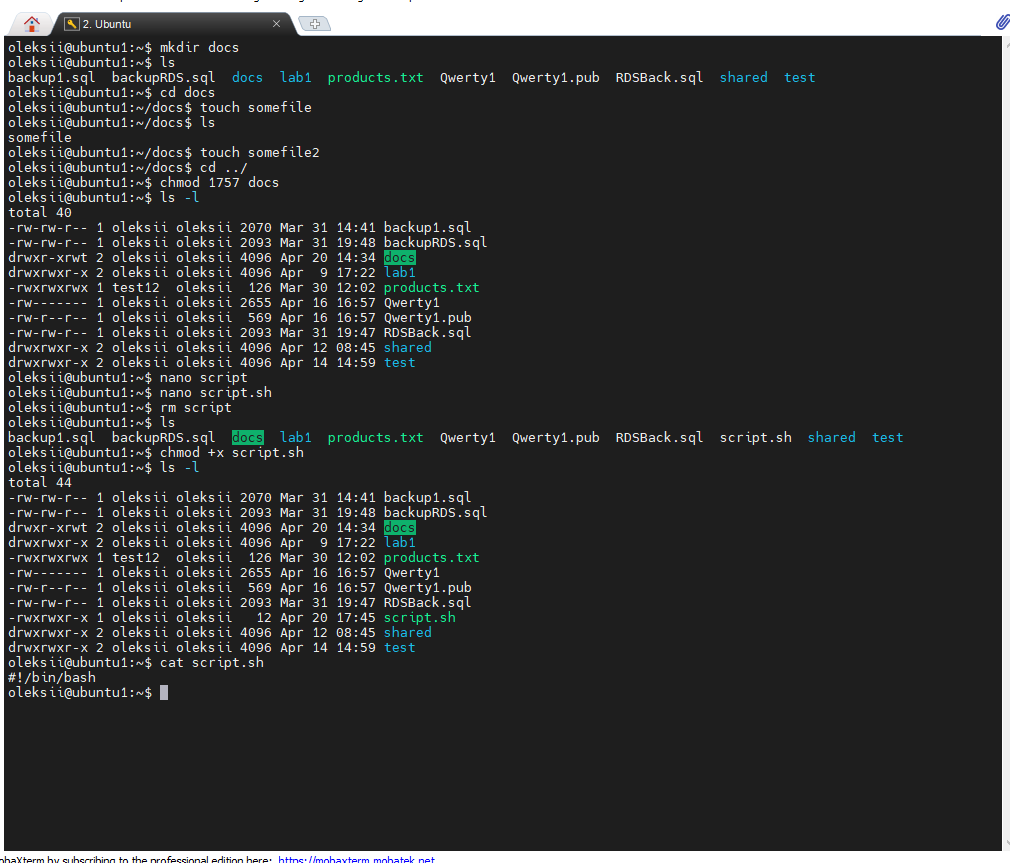 2. Ubuntu
oleksii@ubuntu1:~$ mkdir docs
oleksii@ubuntu1:~$ ls
backup1.sql  backupRDS.sql  docs  lab1  products.txt  Qwerty1  Qwerty1.pub  RDSBack.sql  shared  test
oleksii@ubuntu1:~$ cd docs
oleksii@ubuntu1:~/docs$ touch somefile
oleksii@ubuntu1:~/docs$ ls
somefile
oleksii@ubuntu1:~/docs$ touch somefile2
oleksii@ubuntu1:~/docs$ cd ../
oleksii@ubuntu1:~$ chmod 1757 docs
oleksii@ubuntu1:~$ ls -l
total 40
-rw-rw-r-- 1 oleksii oleksii 2070 Mar 31 14:41 backup1.sql
-rw-rw-r-- 1 oleksii oleksii 2093 Mar 31 19:48 backupRDS.sql
drwxr-xrwt 2 oleksii oleksii 4096 Apr 20 14:34 docs
drwxrwxr-x 2 oleksii oleksii 4096 Apr  9 17:22 lab1
-rwxrwxrwx 1 test12  oleksii  126 Mar 30 12:02 products.txt
-rw------- 1 oleksii oleksii 2655 Apr 16 16:57 Qwerty1
-rw-r--r-- 1 oleksii oleksii  569 Apr 16 16:57 Qwerty1.pub
-rw-rw-r-- 1 oleksii oleksii 2093 Mar 31 19:47 RDSBack.sql
drwxrwxr-x 2 oleksii oleksii 4096 Apr 12 08:45 shared
drwxrwxr-x 2 oleksii oleksii 4096 Apr 14 14:59 test
oleksii@ubuntu1:~$ nano script
oleksii@ubuntu1:~$ nano script.sh
oleksii@ubuntu1:~$ rm script
oleksii@ubuntu1:~$ ls
backup1.sql  backupRDS.sql  docs  lab1  products.txt  Qwerty1  Qwerty1.pub  RDSBack.sql  script.sh  shared  test
oleksii@ubuntu1:~$ chmod +x script.sh
oleksii@ubuntu1:~$ ls -l
total 44
-rw-rw-r-- 1 oleksii oleksii 2070 Mar 31 14:41 backup1.sql
-rw-rw-r-- 1 oleksii oleksii 2093 Mar 31 19:48 backupRDS.sql
drwxr-xrwt 2 oleksii oleksii 4096 Apr 20 14:34 docs
drwxrwxr-x 2 oleksii oleksii 4096 Apr  9 17:22 lab1
-rwxrwxrwx 1 test12  oleksii  126 Mar 30 12:02 products.txt
-rw------- 1 oleksii oleksii 2655 Apr 16 16:57 Qwerty1
-rw-r--r-- 1 oleksii oleksii  569 Apr 16 16:57 Qwerty1.pub
-rw-rw-r-- 1 oleksii oleksii 2093 Mar 31 19:47 RDSBack.sql
-rwxrwxr-x 1 oleksii oleksii   12 Apr 20 17:45 script.sh
drwxrwxr-x 2 oleksii oleksii 4096 Apr 12 08:45 shared
drwxrwxr-x 2 oleksii oleksii 4096 Apr 14 14:59 test
oleksii@ubuntu1:~$ cat script.sh
#!/bin/bash
oleksii@ubuntu1:~$
obaXterm by subscribing to the professional edition here: https://mobaxterm.mobatek.net